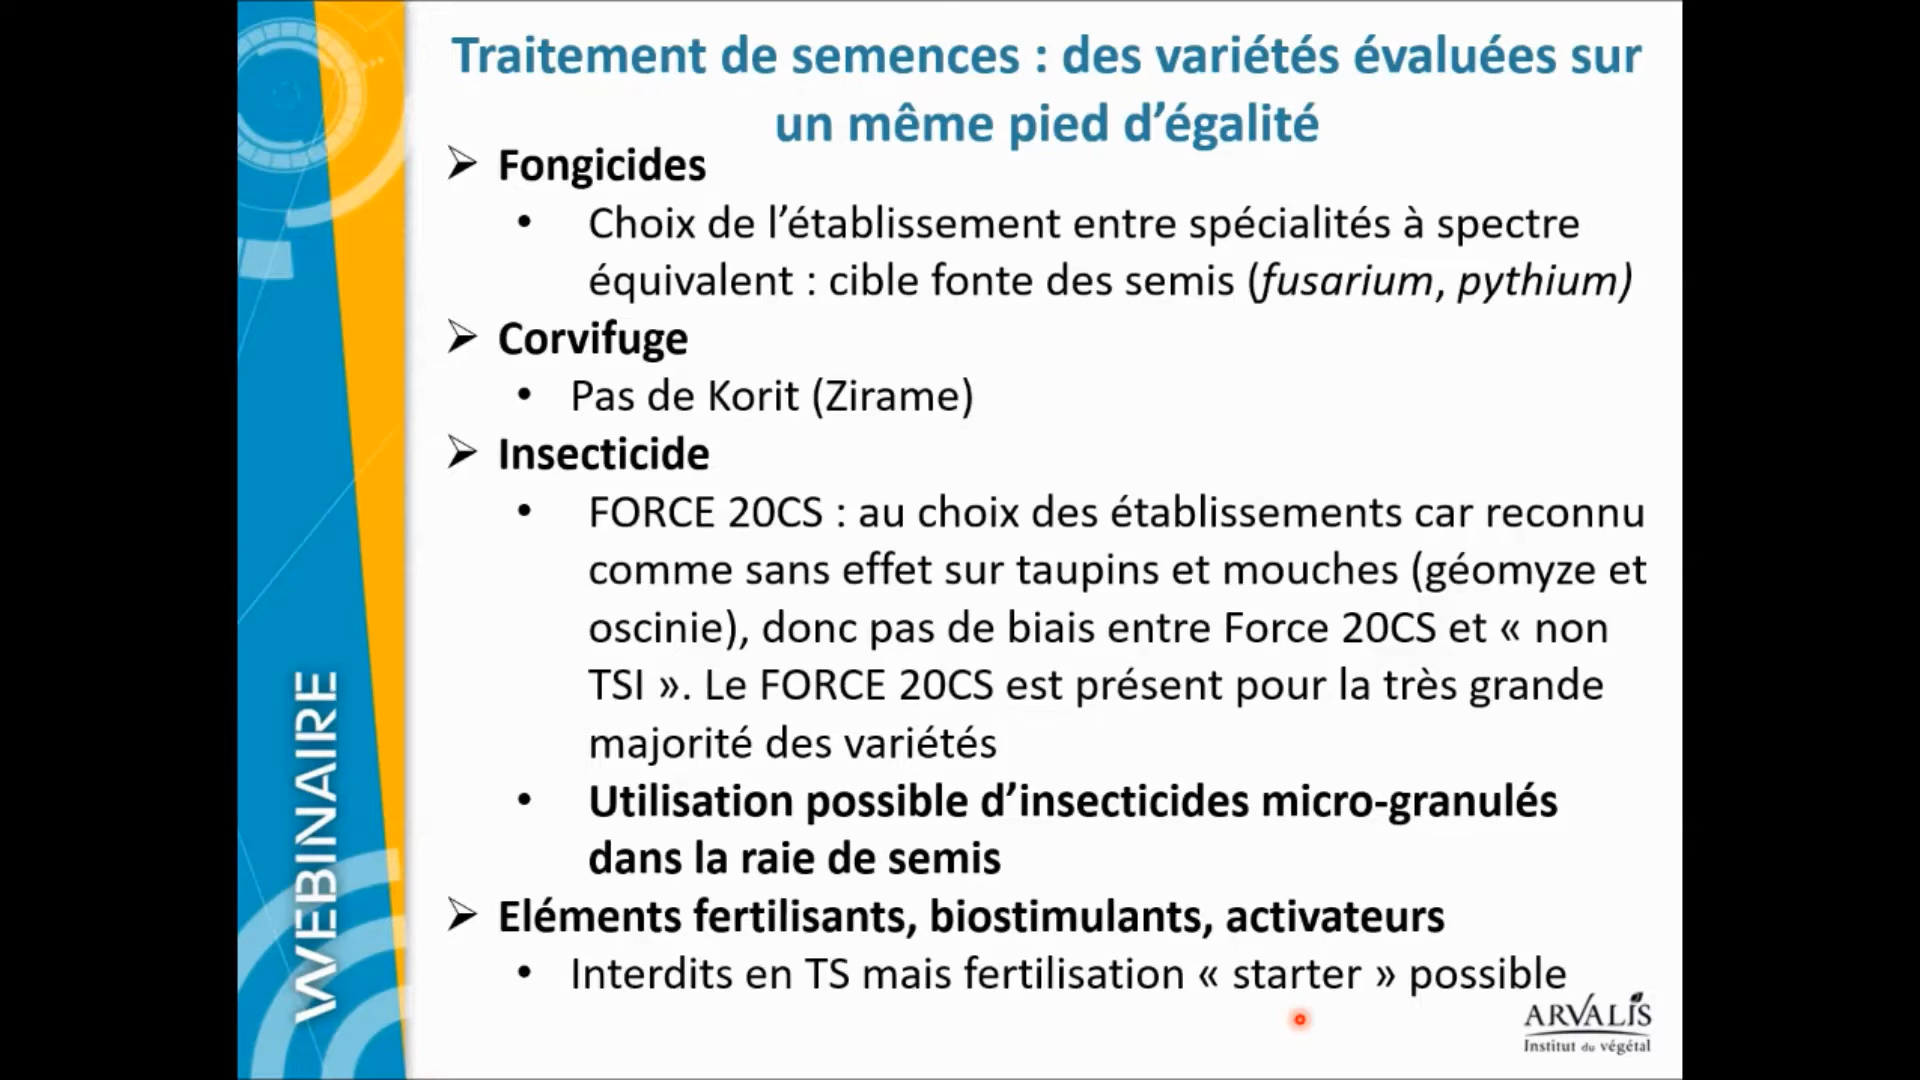 Traitement de semences : des variétés évaluées sur
un même pied d’égalité
➢ Fongicides
• Choix de l’établissement entre spécialités à spectre
équivalent : cible fonte des semis (fusarium, pythium)
➢ Corvifuge
• Pas de Korit (Zirame)
➢ Insecticide
• FORCE 20CS : au choix des établissements car reconnu
comme sans effet sur taupins et mouches (géomyze et
oscinie), donc pas de biais entre Force 20CS et « non
TSI ». Le FORCE 20CS est présent pour la très grande
majorité des variétés
• Utilisation possible d’insecticides micro-granulés
dans la raie de semis
➢ Eléments fertilisants, biostimulants, activateurs
• Interdits en TS mais fertilisation « starter » possible
WEBINAIRE
ARVALIS
Institut du végétal